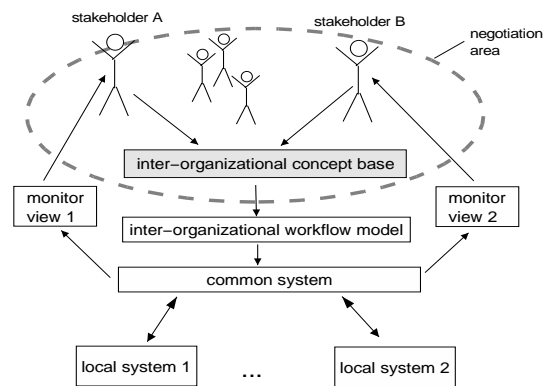 stakeholder A
stakeholder B
negotiation
area
inter−organizational concept base
monitor
view 1
monitor
view 2
inter−organizational workflow model
common system
local system 1
...
local system 2